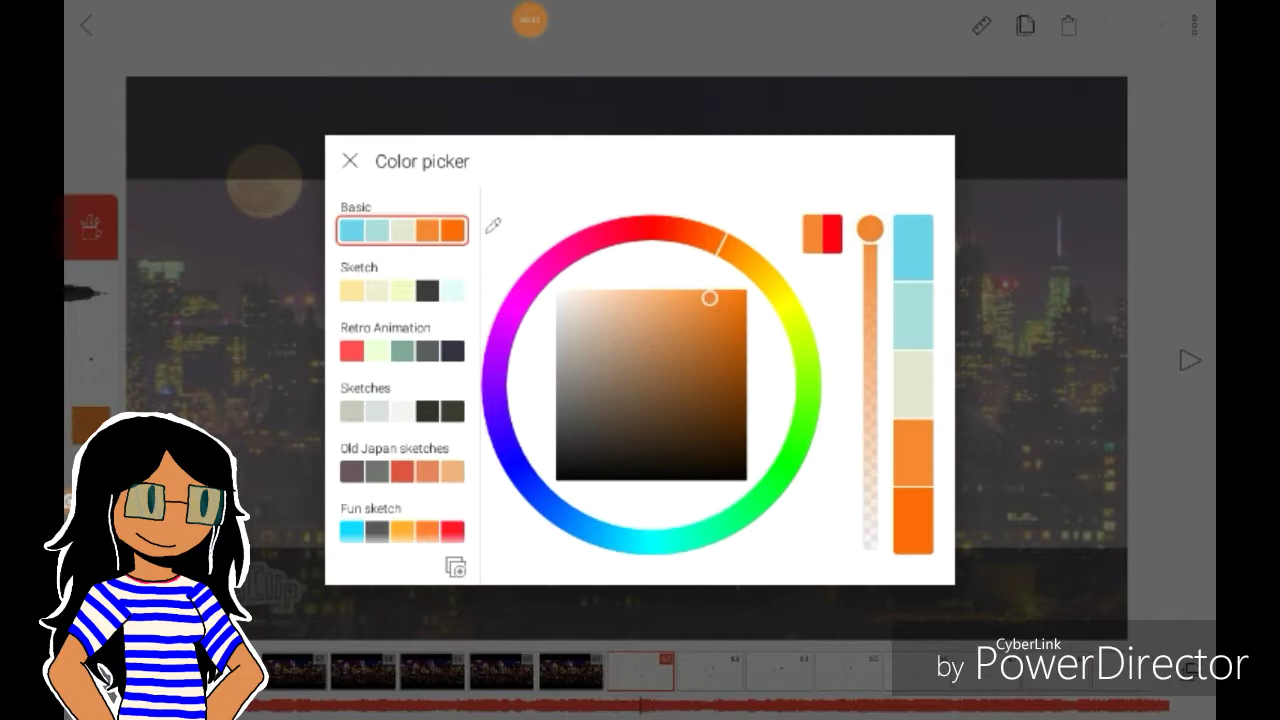 Color picker
Basic
Sketch
Retro Animation
Sketches
Old Japan sketches
Fun sketch
CyberLink
by PowerDirector